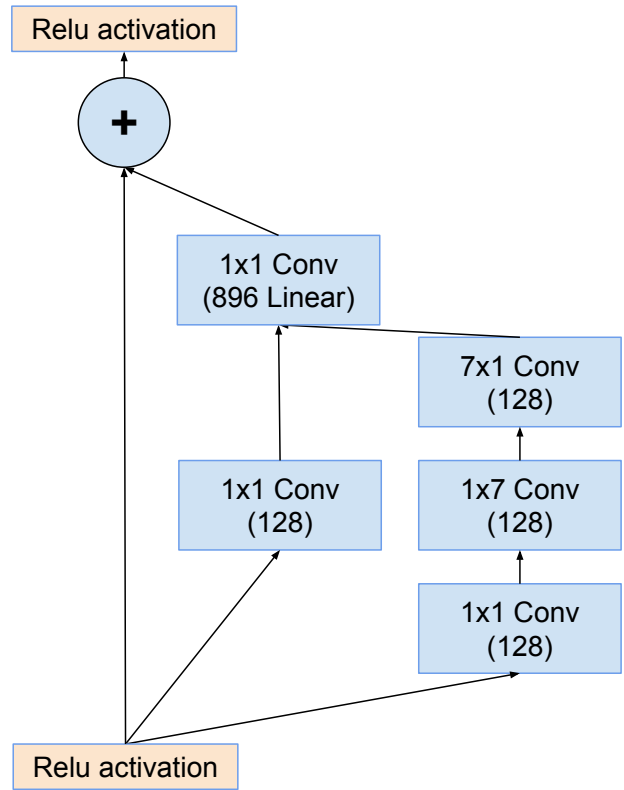 Relu activation
+
1x1 Conv
(896 Linear)
7x1 Conv
(128)
1x1 Conv
(128)
1x7 Conv
(128)
1x1 Conv
(128)
Relu activation